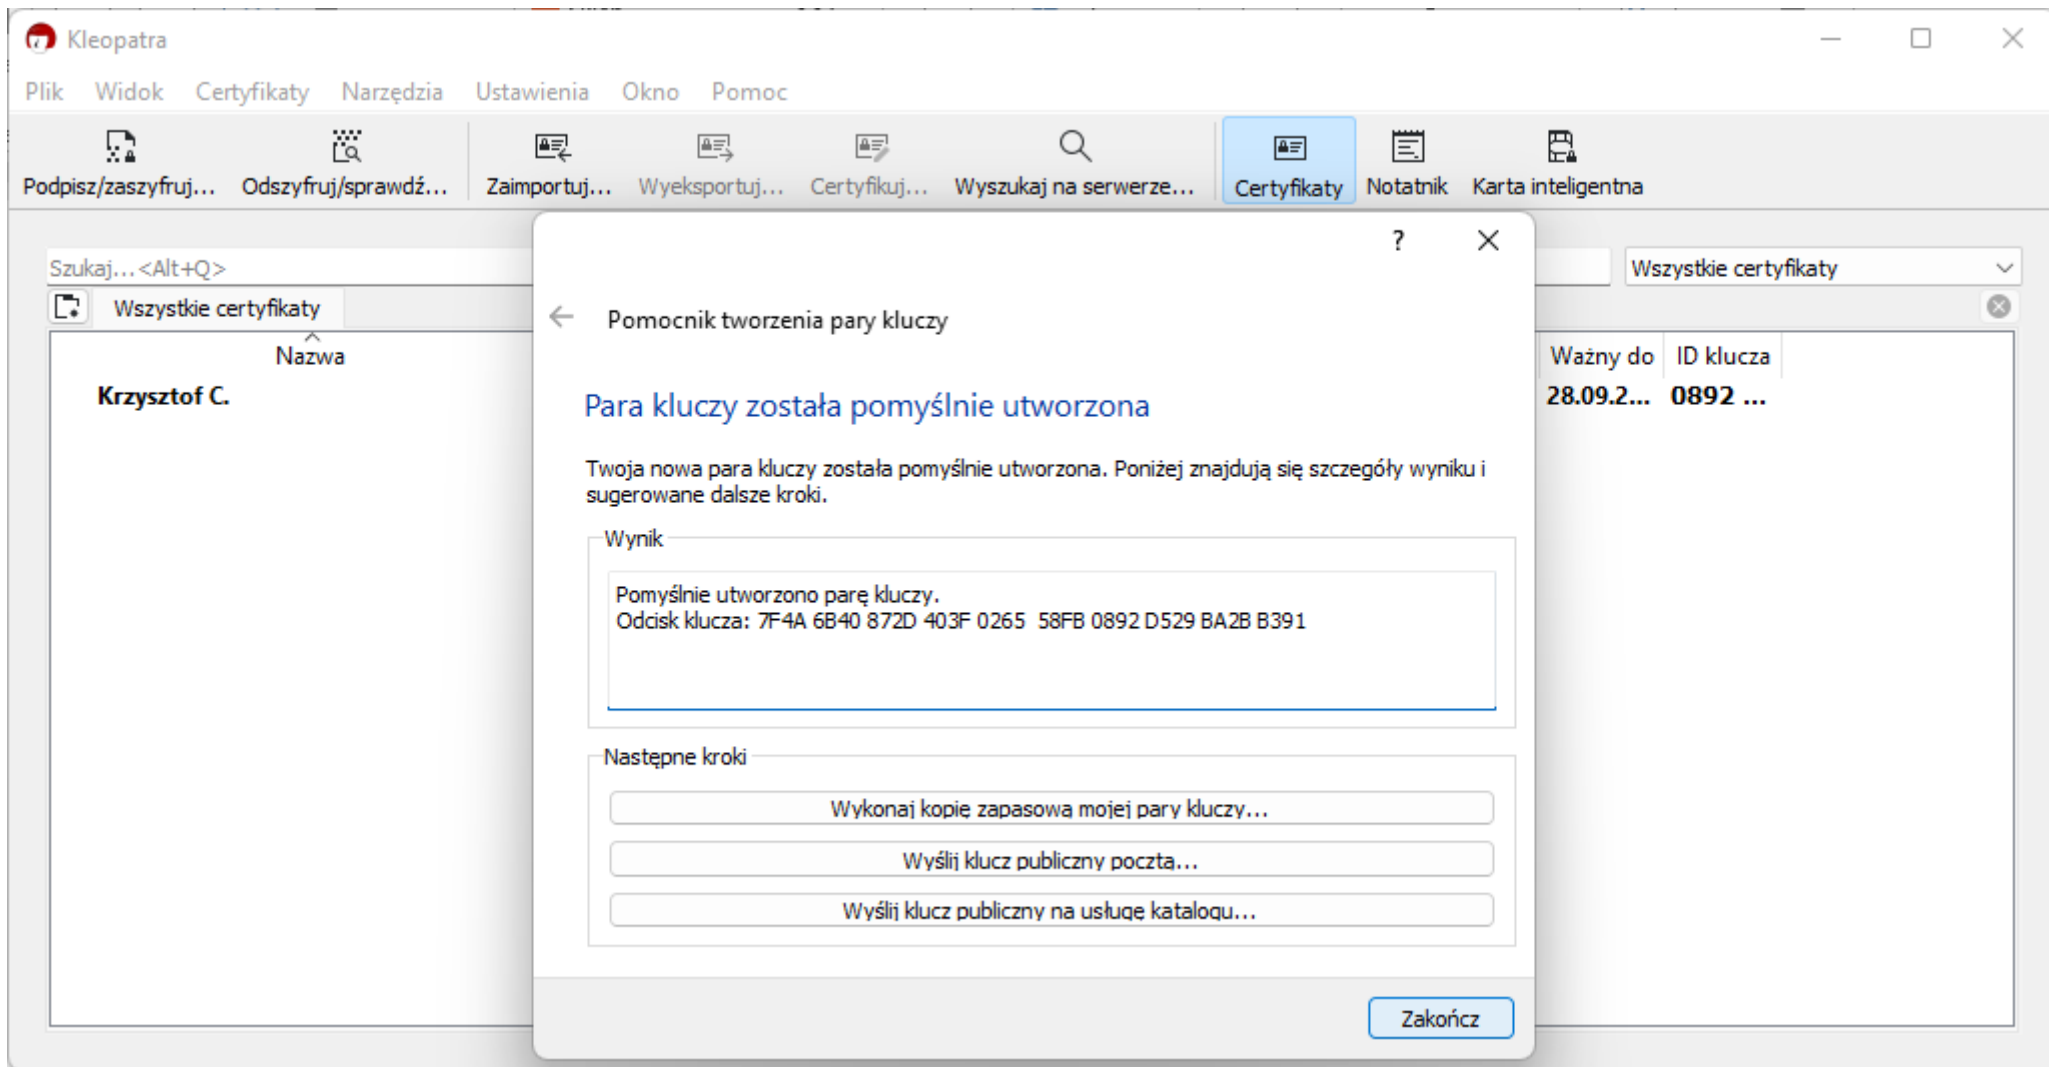 Kleopatra
Plik Widok Certyfikaty Narzędzia Ustawienia Okno Pomoc
Podpisz/zaszyfruj... Odszyfruj/sprawdź... Zaimportuj... Wyeksportuj... Certyfikuj... Wyszukaj na serwerze... Certyfikaty Notatnik Karta inteligentna
Szukaj...<Alt+Q> Wszystkie certyfikaty
Wszystkie certyfikaty
Nazwa Ważny do ID klucza
Krzysztof C. 28.09.2... 0892 ...
?
Pomocnik tworzenia pary kluczy
Para kluczy została pomyślnie utworzona
Twoja nowa para kluczy została pomyślnie utworzona. Poniżej znajdują się szczegóły wyniku i
sugerowane dalsze kroki.
Wynik
Pomyślnie utworzono parę kluczy.
Odcisk klucza: 7F4A 6B40 872D 403F 0265  58FB 0892 D529 BA2B B391
Następne kroki
Wykonaj kopię zapasową mojej pary kluczy...
Wyślij klucz publiczny pocztą...
Wyślij klucz publiczny na usługę katalogu...
Zakończ